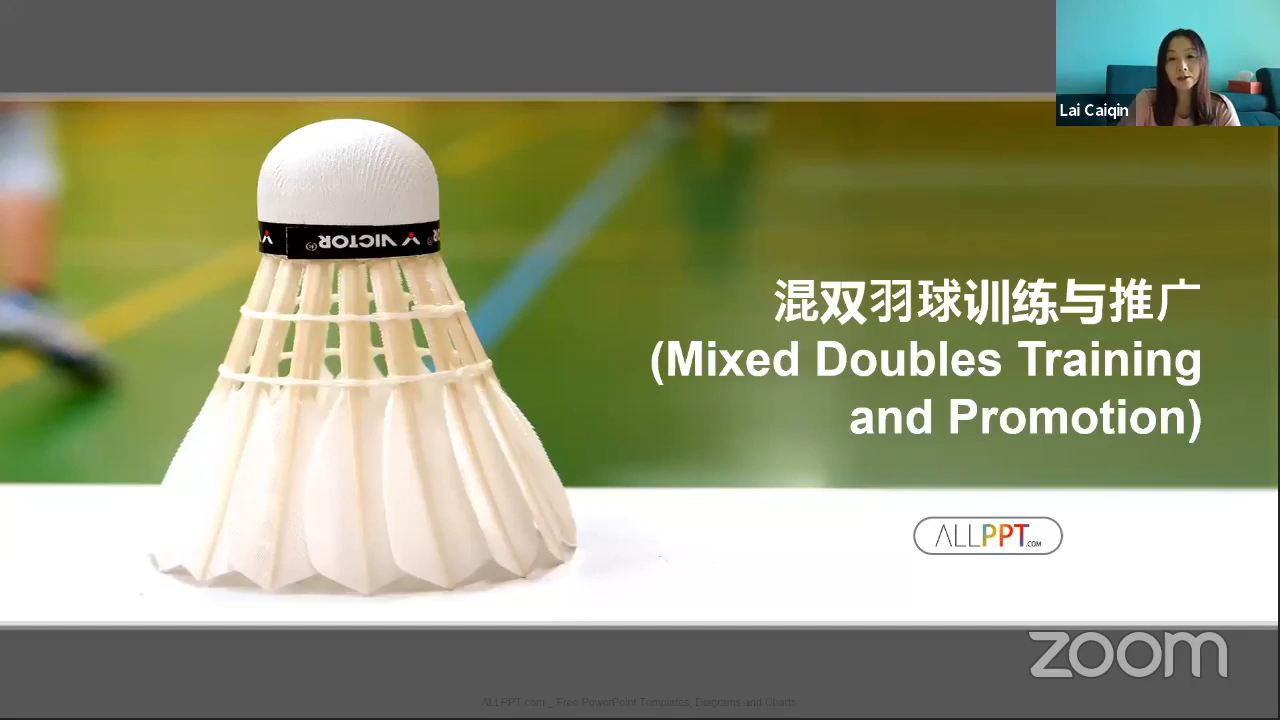 Lai Caiqin
VICTOR
混双羽球训练与推广
(Mixed Doubles Training
and Promotion)
ALLPPT.COM
zoom
ALLPPT.com _ Free PowerPoint Templates, Diagrams and Charts